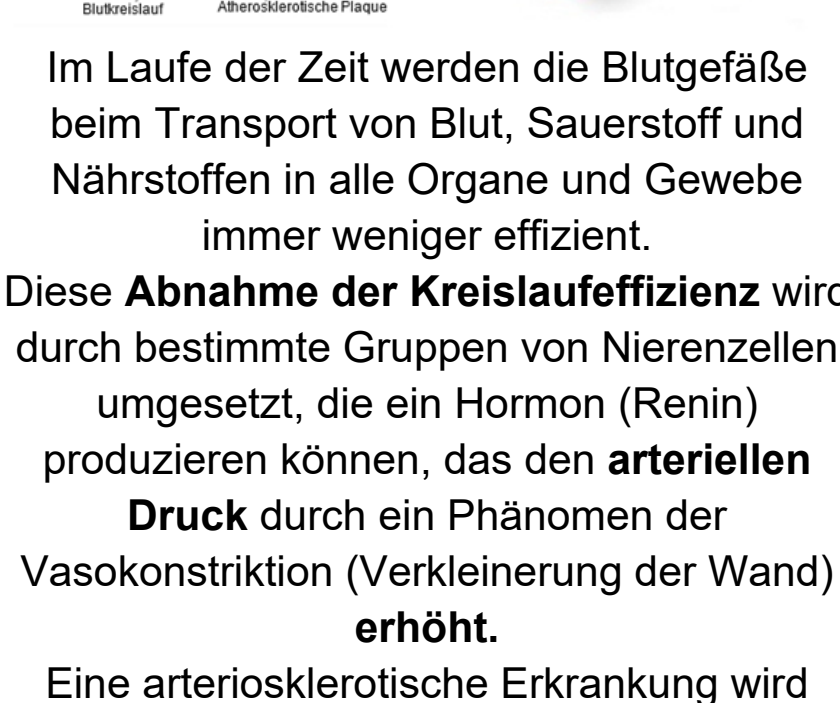 Blutkreislauf Atherosklerotische Plaque
Im Laufe der Zeit werden die Blutgefäße
beim Transport von Blut, Sauerstoff und
Nährstoffen in alle Organe und Gewebe
immer weniger effizient.
Diese Abnahme der Kreislaufeffizienz wird
durch bestimmte Gruppen von Nierenzellen
umgesetzt, die ein Hormon (Renin)
produzieren können, das den arteriellen
Druck durch ein Phänomen der
Vasokonstriktion (Verkleinerung der Wand)
erhöht.
Eine arteriosklerotische Erkrankung wird